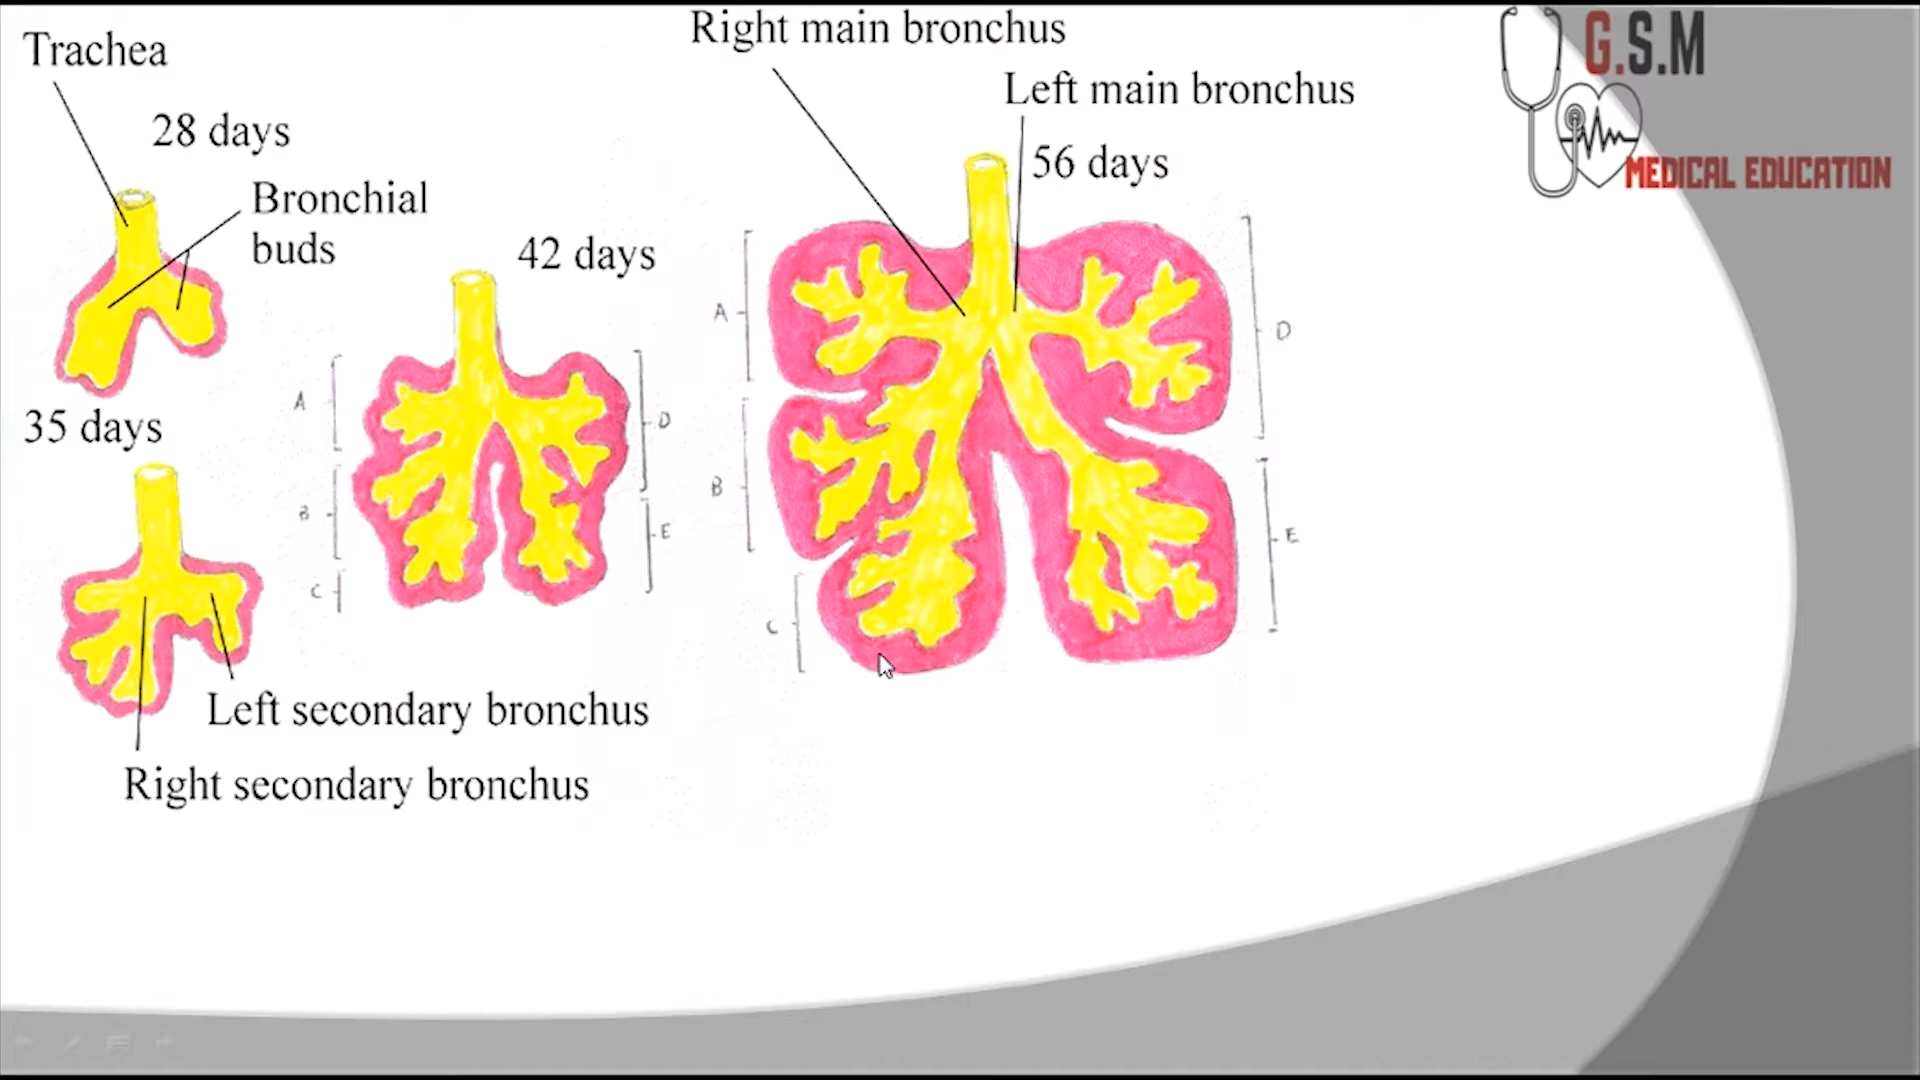 Trachea
28 days
Bronchial
buds
35 days
Left secondary bronchus
Right secondary bronchus
42 days
A
B
C
D
E
Right main bronchus
Left main bronchus
56 days
A
B
C
D
E
G.S.M
MEDICAL EDUCATION